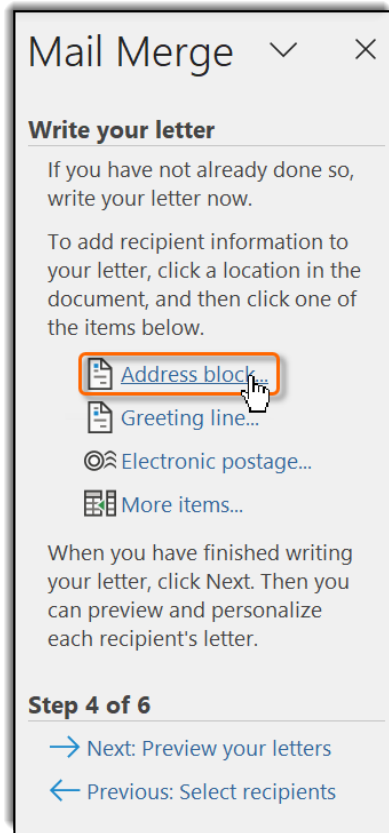 Mail Merge
Write your letter
If you have not already done so,
write your letter now.
To add recipient information to
your letter, click a location in the
document, and then click one of
the items below.
Address block...
Greeting line...
Electronic postage...
More items...
When you have finished writing
your letter, click Next. Then you
can preview and personalize
each recipient's letter.
Step 4 of 6
Next: Preview your letters
Previous: Select recipients